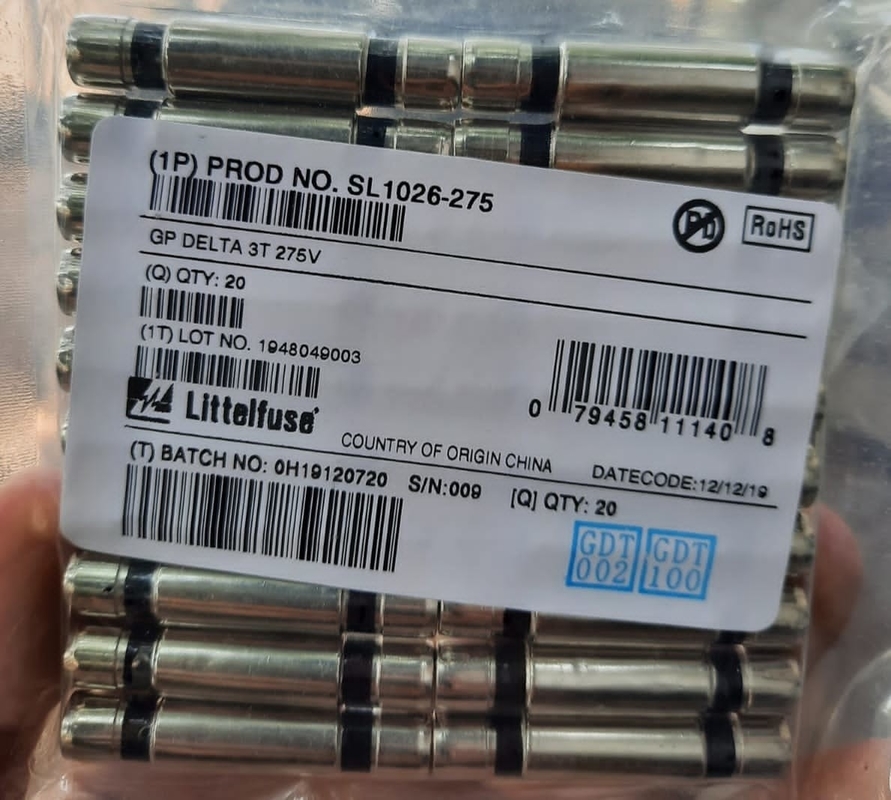 (1P) PROD NO. SL1026-275
Pb
RoHS
GP DELTA 3T 275V
(Q) QTY: 20
(1T) LOT NO. 1948049003
0 79458 11140 8
Littelfuse
COUNTRY OF ORIGIN CHINA
DATECODE:12/12/19
(T) BATCH NO: 0H19120720 S/N:009 [Q] QTY: 20
GDT
002
GDT
100